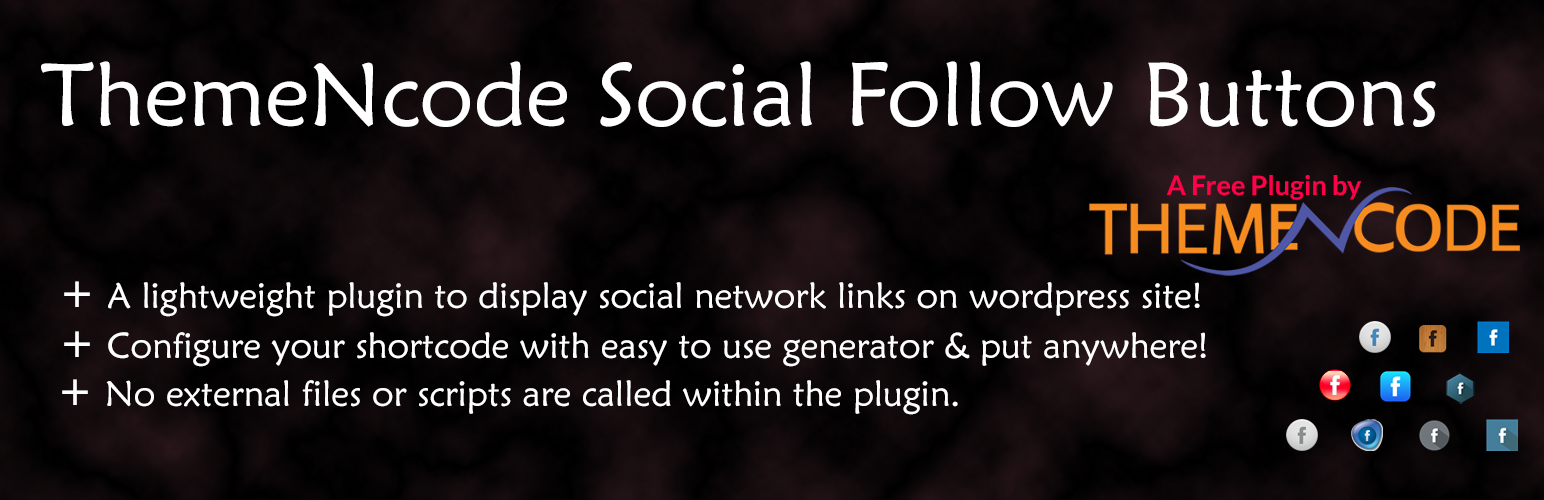 ThemeNcode Social Follow Buttons
A Free Plugin by
THEMENCODE
+ A lightweight plugin to display social network links on wordpress site!
+ Configure your shortcode with easy to use generator & put anywhere!
+ No external files or scripts are called within the plugin.
f f f
f f f
f f f f